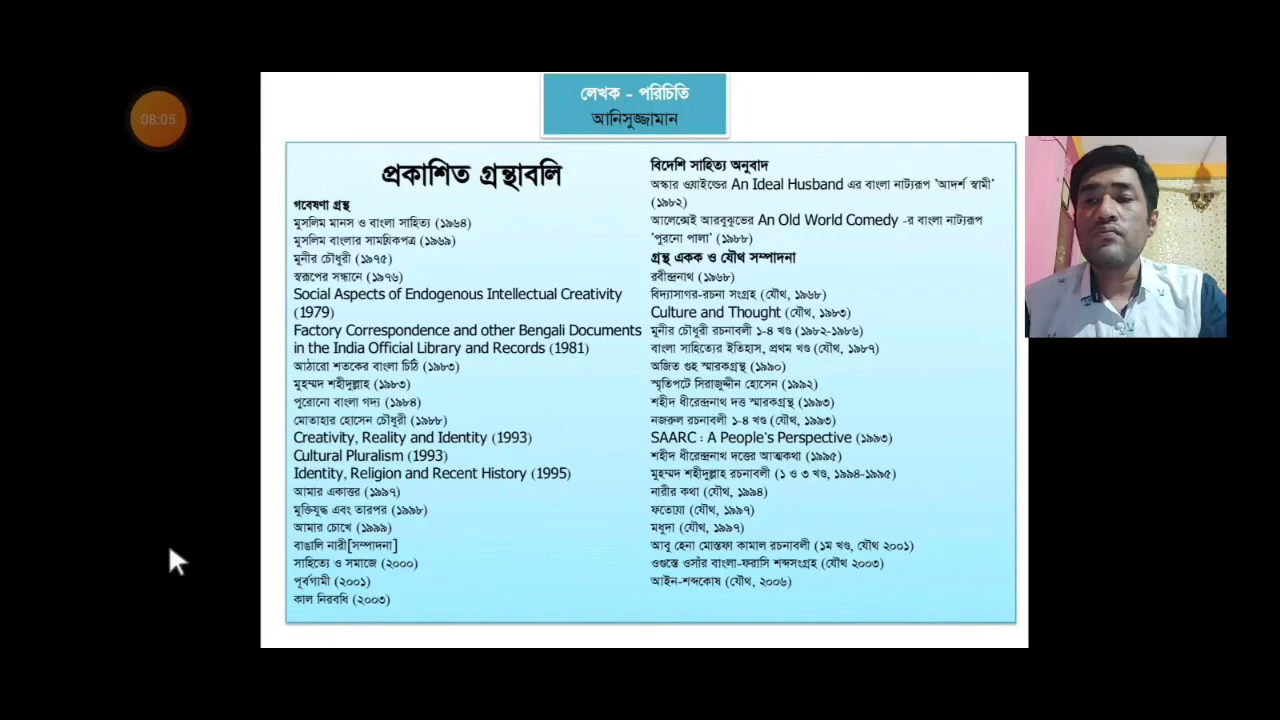 08:05
লেখক - পরিচিতি
আনিসুজ্জামান
প্রকাশিত গ্রন্থাবলি
গবেষণা গ্রন্থ
মুসলিম মানস ও বাংলা সাহিত্য (১৯৬৪)
মুসলিম বাংলার সাময়িকপত্র (১৯৬৯)
মুনীর চৌধুরী (১৯৭৫)
স্বরূপের সন্ধানে (১৯৭৬)
Social Aspects of Endogenous Intellectual Creativity
(1979)
Factory Correspondence and other Bengali Documents
in the India Official Library and Records (1981)
আঠারো শতকের বাংলা চিঠি (১৯৮৩)
মুহম্মদ শহীদুল্লাহ (১৯৮৩)
পুরোনো বাংলা গদ্য (১৯৮৪)
মোতাহার হোসেন চৌধুরী (১৯৮৮)
Creativity, Reality and Identity (1993)
Cultural Pluralism (1993)
Identity, Religion and Recent History (1995)
আমার একাত্তর (১৯৯৭)
মুক্তিযুদ্ধ এবং তারপর (১৯৯৮)
আমার চোখে (১৯৯৯)
বাঙালি নারী[সম্পাদনা]
সাহিত্যে ও সমাজে (২০০০)
পূর্বগামী (২০০১)
কাল নিরবধি (২০০৩)
বিদেশি সাহিত্য অনুবাদ
অস্কার ওয়াইল্ডের An Ideal Husband এর বাংলা নাট্যরূপ 'আদর্শ স্বামী'
(১৯৮২)
আলেক্সেই আরবুঝুভের An Old World Comedy -র বাংলা নাট্যরূপ
'পুরনো পালা' (১৯৮৮)
গ্রন্থ একক ও যৌথ সম্পাদনা
রবীন্দ্রনাথ (১৯৬৮)
বিদ্যাসাগর-রচনা সংগ্রহ (যৌথ, ১৯৬৮)
Culture and Thought (যৌথ, ১৯৮৩)
মুনীর চৌধুরী রচনাবলী ১-৪ খণ্ড (১৯৮২-১৯৮৬)
বাংলা সাহিত্যের ইতিহাস, প্রথম খণ্ড (যৌথ, ১৯৮৭)
অজিত গুহ স্মারকগ্রন্থ (১৯৯০)
স্মৃতিপটে সিরাজুদ্দীন হোসেন (১৯৯২)
শহীদ ধীরেন্দ্রনাথ দত্ত স্মারকগ্রন্থ (১৯৯৩)
নজরুল রচনাবলী ১-৪ খণ্ড (যৌথ, ১৯৯৩)
SAARC : A People's Perspective (১৯৯৩)
শহীদ ধীরেন্দ্রনাথ দত্তের আত্মকথা (১৯৯৫)
মুহম্মদ শহীদুল্লাহ রচনাবলী (১ ও ৩ খণ্ড, ১৯৯৪-১৯৯৫)
নারীর কথা (যৌথ, ১৯৯৪)
ফতোয়া (যৌথ, ১৯৯৭)
মধুদা (যৌথ, ১৯৯৭)
আবু হেনা মোস্তফা কামাল রচনাবলী (১ম খণ্ড, যৌথ ২০০১)
ওগুস্তে ওসাঁর বাংলা-ফরাসি শব্দসংগ্রহ (যৌথ ২০০৩)
আইন-শব্দকোষ (যৌথ, ২০০৬)